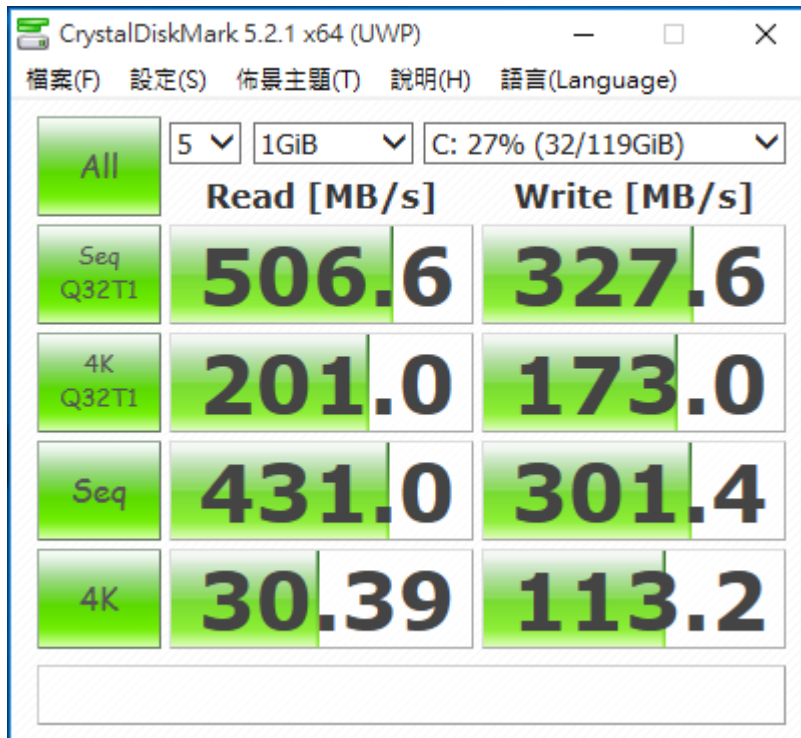 CrystalDiskMark 5.2.1 x64 (UWP)
檔案(F) 設定(S) 佈景主題(T) 說明(H) 語言(Language)
All 5 1GiB C: 27% (32/119GiB)
Read [MB/s] Write [MB/s]
Seq Q32T1 506.6 327.6
4K Q32T1 201.0 173.0
Seq 431.0 301.4
4K 30.39 113.2